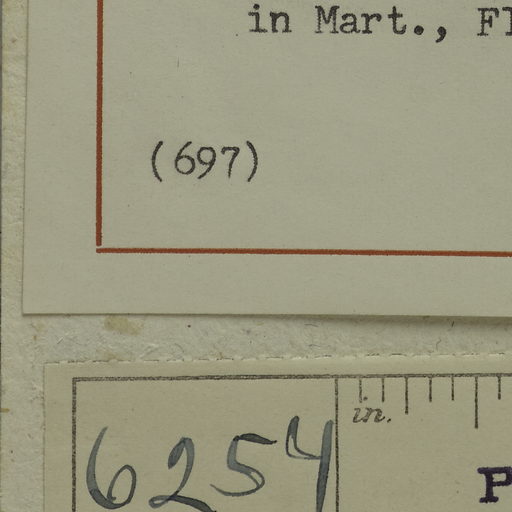 in Mart., Fl
(697)
in.
6254
P